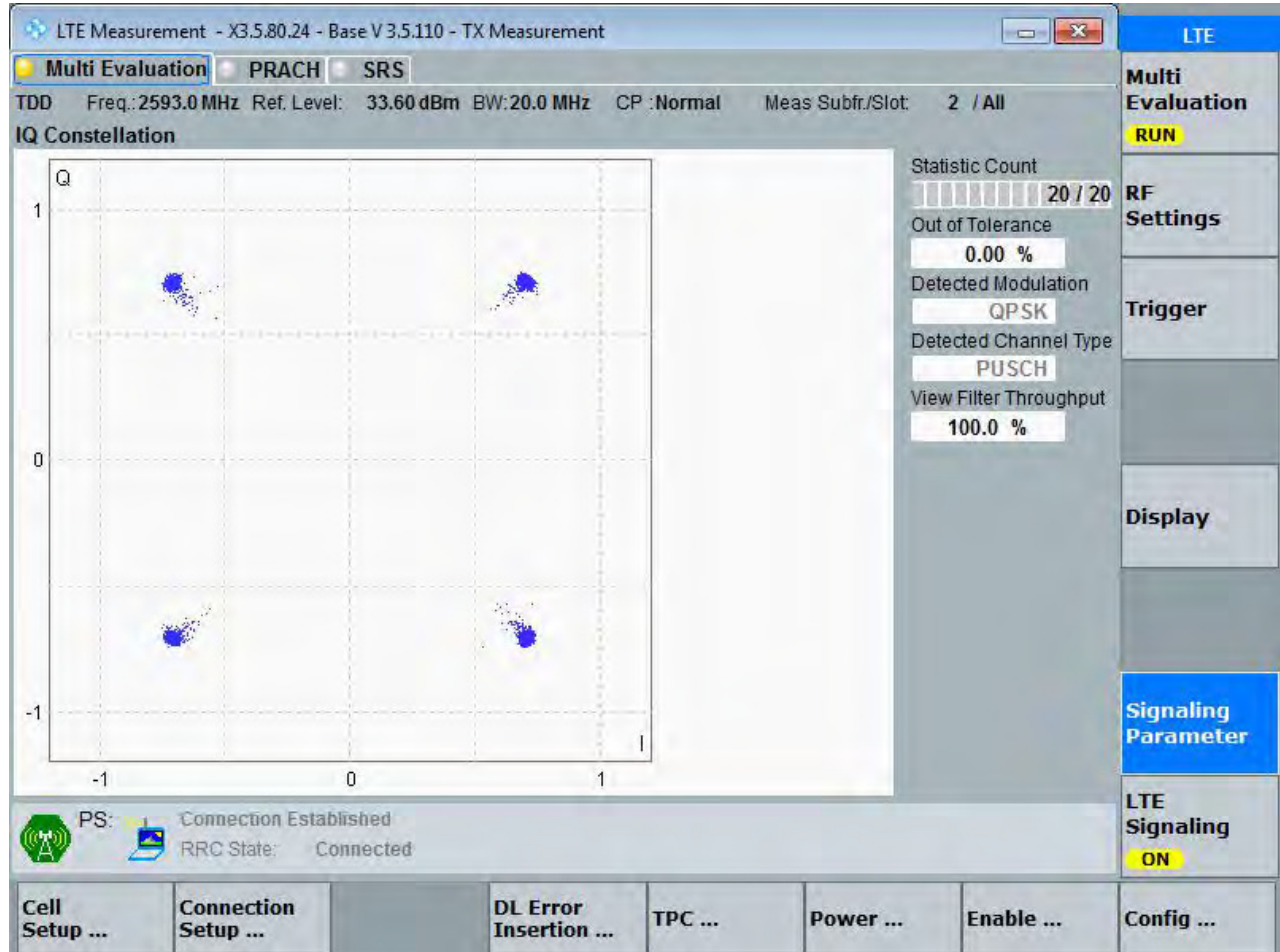 LTE Measurement - X3.5.80.24 - Base V 3.5.110 - TX Measurement
LTE
Multi Evaluation PRACH SRS
TDD Freq.:2593.0 MHz Ref. Level: 33.60 dBm BW:20.0 MHz CP :Normal Meas Subfr./Slot: 2 / All
IQ Constellation
Q
1
0
-1
I
-1 0 1
Statistic Count
20 / 20
Out of Tolerance
0.00 %
Detected Modulation
QPSK
Detected Channel Type
PUSCH
View Filter Throughput
100.0 %
Multi
Evaluation
RUN
RF
Settings
Trigger
Display
Signaling
Parameter
LTE
Signaling
ON
PS: Connection Established
RRC State: Connected
Cell
Setup ...
Connection
Setup ...
DL Error
Insertion ...
TPC ...
Power ...
Enable ...
Config ...